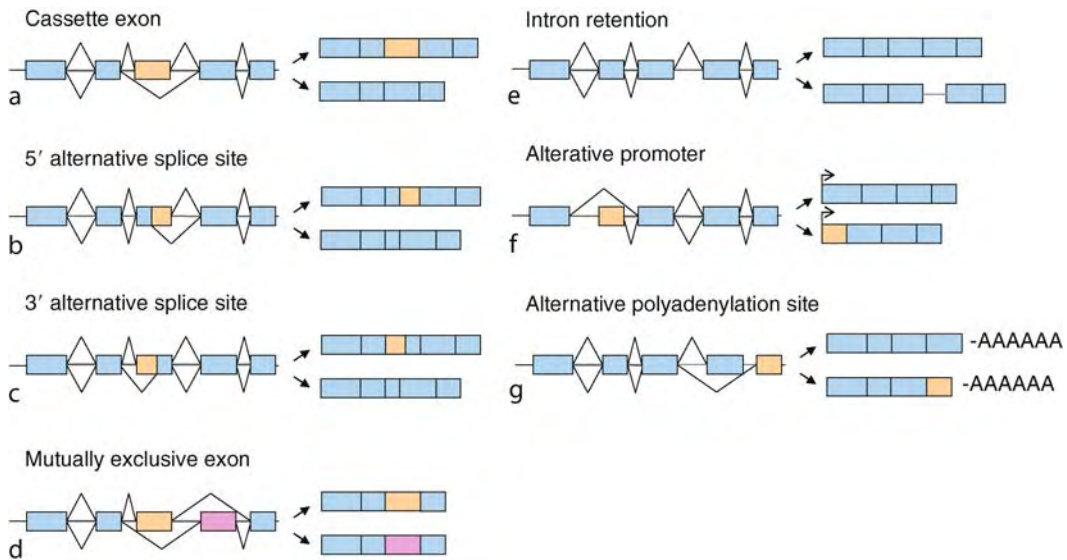 Cassette exon
a
5′ alternative splice site
b
3′ alternative splice site
c
Mutually exclusive exon
d
Intron retention
e
Alterative promoter
f
Alternative polyadenylation site
-AAAAAA
-AAAAAA
g